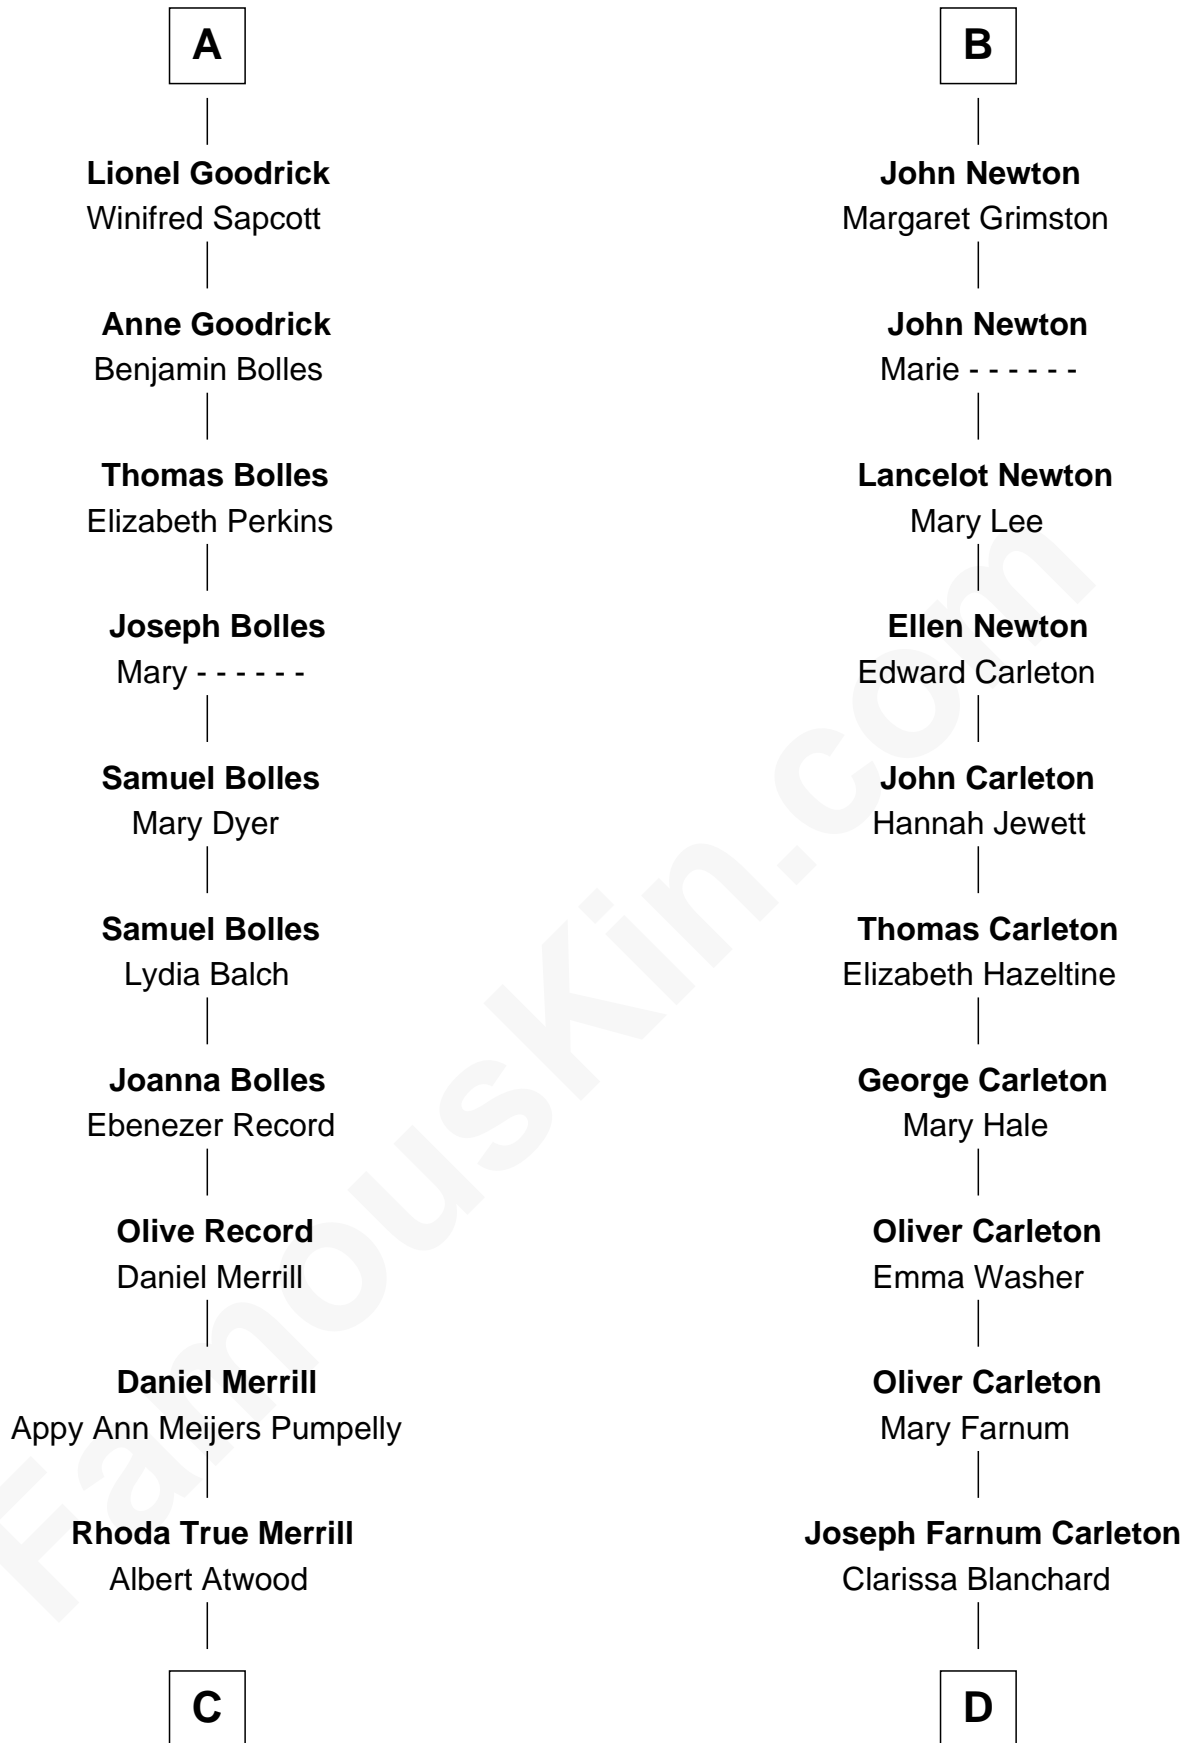 A
Lionel Goodrick
Winifred Sapcott
Anne Goodrick
Benjamin Bolles
Thomas Bolles
Elizabeth Perkins
Joseph Bolles
Mary - - - - - -
Samuel Bolles
Mary Dyer
Samuel Bolles
Lydia Balch
Joanna Bolles
Ebenezer Record
Olive Record
Daniel Merrill
Daniel Merrill
Appy Ann Meijers Pumpelly
Rhoda True Merrill
Albert Atwood
C
B
John Newton
Margaret Grimston
John Newton
Marie - - - - - -
Lancelot Newton
Mary Lee
Ellen Newton
Edward Carleton
John Carleton
Hannah Jewett
Thomas Carleton
Elizabeth Hazeltine
George Carleton
Mary Hale
Oliver Carleton
Emma Washer
Oliver Carleton
Mary Farnum
Joseph Farnum Carleton
Clarissa Blanchard
D
FamousKin.com